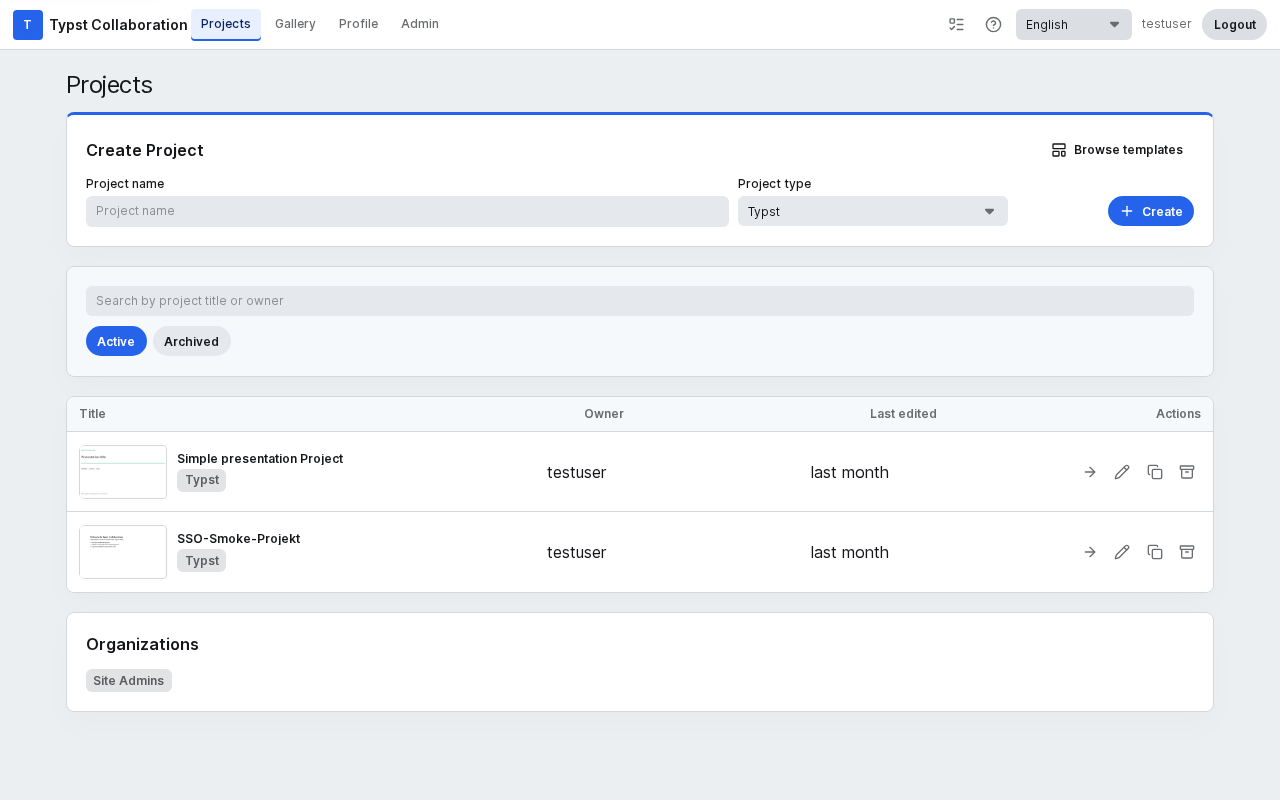 T Typst Collaboration Projects Gallery Profile Admin English testuser Logout
Projects
Create Project Browse templates
Project name Project type
Project name Typst Create
Search by project title or owner
Active Archived
Title Owner Last edited Actions
Simple presentation Project
Typst testuser last month
SSO-Smoke-Projekt
Typst testuser last month
Organizations
Site Admins